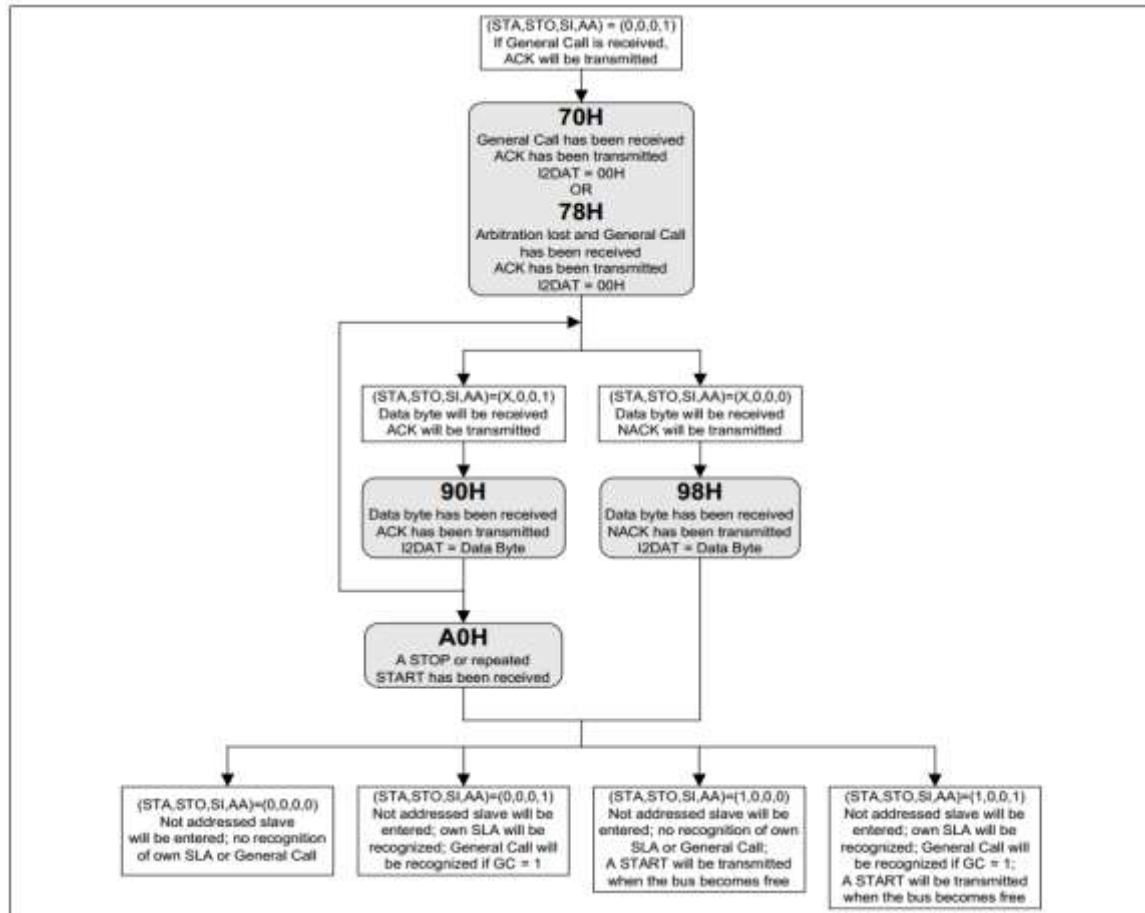 (STA,STO,SI,AA) = (0,0,0,1)
If General Call is received,
ACK will be transmitted
70H
General Call has been received
ACK has been transmitted
I2DAT = 00H
OR
78H
Arbitration lost and General Call
has been received
ACK has been transmitted
I2DAT = 00H
(STA,STO,SI,AA)=(X,0,0,1)
Data byte will be received
ACK will be transmitted
(STA,STO,SI,AA)=(X,0,0,0)
Data byte will be received
NACK will be transmitted
90H
Data byte has been received
ACK has been transmitted
I2DAT = Data Byte
98H
Data byte has been received
NACK has been transmitted
I2DAT = Data Byte
A0H
A STOP or repeated
START has been received
(STA,STO,SI,AA)=(0,0,0,0)
Not addressed slave
will be entered; no recognition
of own SLA or General Call
(STA,STO,SI,AA)=(0,0,0,1)
Not addressed slave will be
entered; own SLA will be
recognized; General Call will
be recognized if GC = 1
(STA,STO,SI,AA)=(1,0,0,0)
Not addressed slave will be
entered; no recognition of own
SLA or General Call;
A START will be transmitted
when the bus becomes free
(STA,STO,SI,AA)=(1,0,0,1)
Not addressed slave will be
entered; own SLA will be
recognized; General Call will
be recognized if GC = 1;
A START will be transmitted
when the bus becomes free